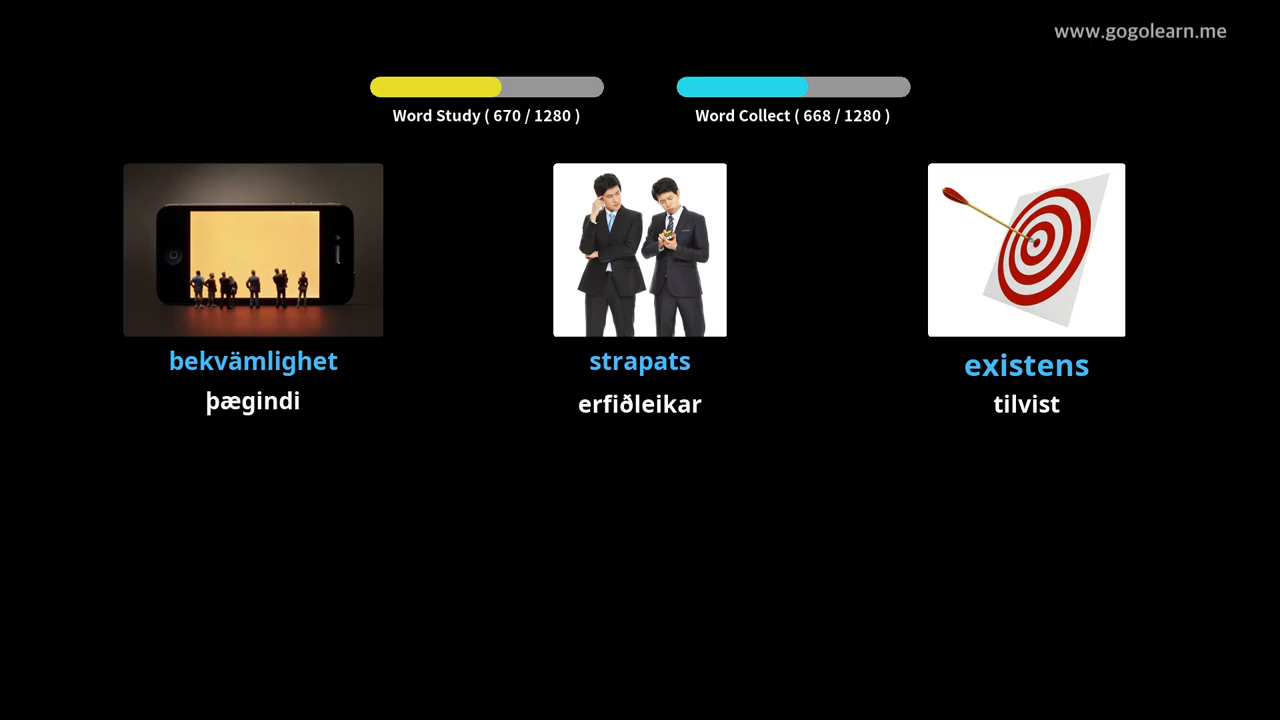 www.gogolearn.me
Word Study ( 670 / 1280 )
Word Collect ( 668 / 1280 )
bekvämlighet
þægindi
strapats
erfiðleikar
existens
tilvist